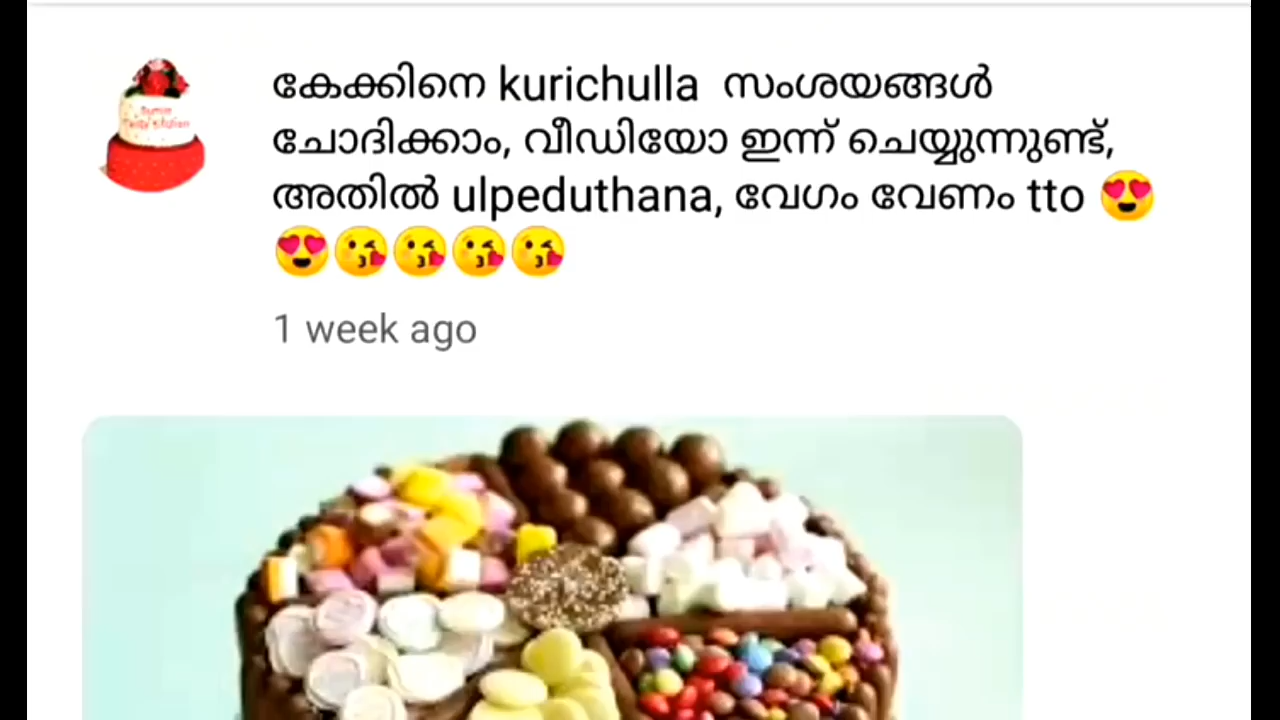 കേക്കിനെ kurichulla സംശയങ്ങൾ
ചോദിക്കാം, വീഡിയോ ഇന്ന് ചെയ്യുന്നുണ്ട്,
അതിൽ ulpeduthana, വേഗം വേണം tto 😍
😍😘😘😘😘
1 week ago